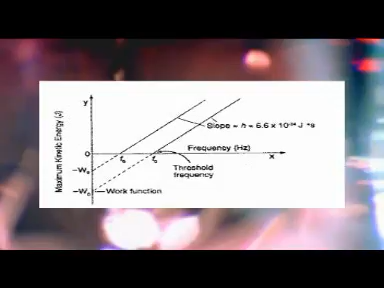 y
Maximum Kinetic Energy (J)
Slope = h = 6.6 x 10⁻³⁴ J · s
Frequency (Hz)
0
x
Threshold
frequency
Work function